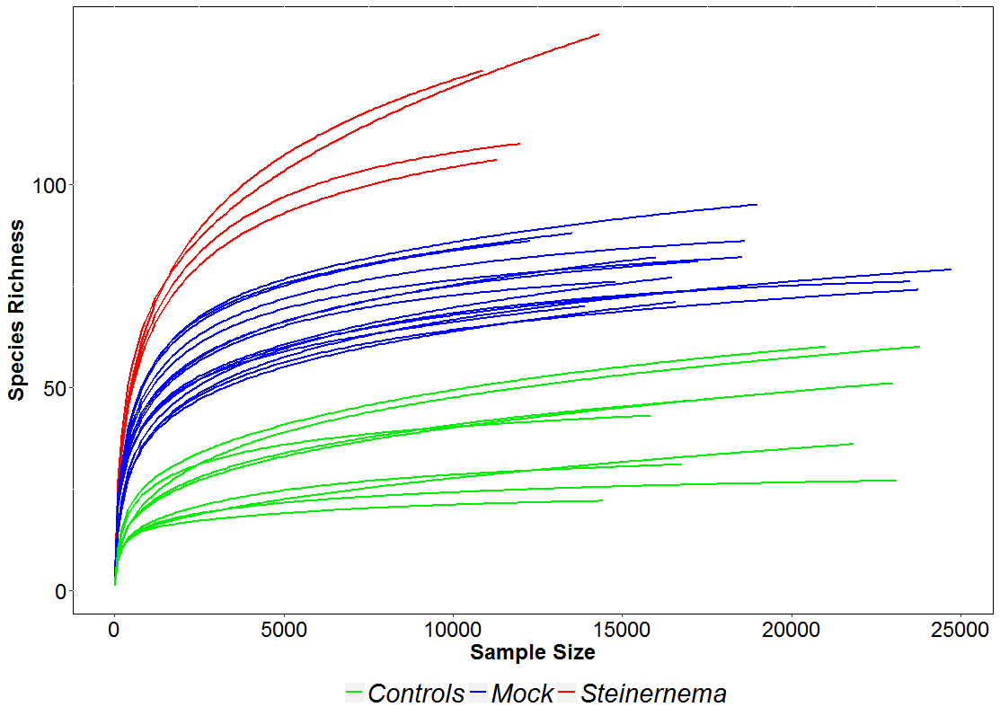 Species Richness
100
50
0
0 5000 10000 15000 20000 25000
Sample Size
Controls Mock Steinernema